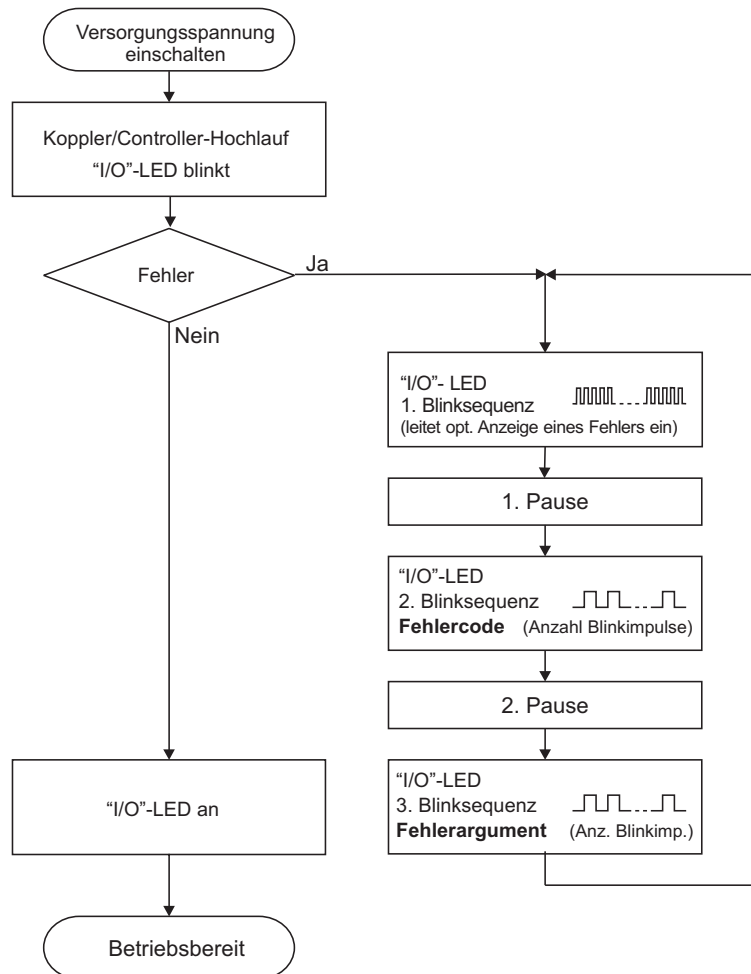 Versorgungsspannung
einschalten
Koppler/Controller-Hochlauf
“I/O”-LED blinkt
Fehler
Ja
Nein
“I/O”- LED
1. Blinksequenz
(leitet opt. Anzeige eines Fehlers ein)
1. Pause
“I/O”-LED
2. Blinksequenz
Fehlercode (Anzahl Blinkimpulse)
2. Pause
“I/O”-LED
3. Blinksequenz
Fehlerargument (Anz. Blinkimp.)
“I/O”-LED an
Betriebsbereit